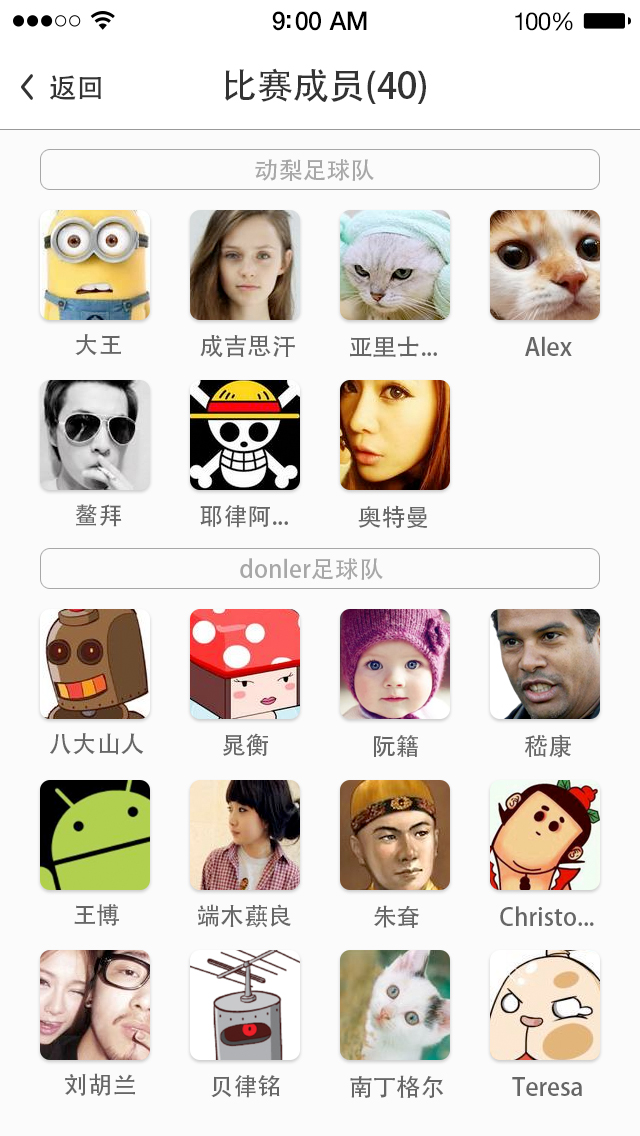 9:00 AM 100%
返回 比赛成员(40)
动梨足球队
大王 成吉思汗 亚里士... Alex
鳌拜 耶律阿... 奥特曼
donler足球队
八大山人 晁衡 阮籍 嵇康
王博 端木蕻良 朱耷 Christo...
刘胡兰 贝律铭 南丁格尔 Teresa